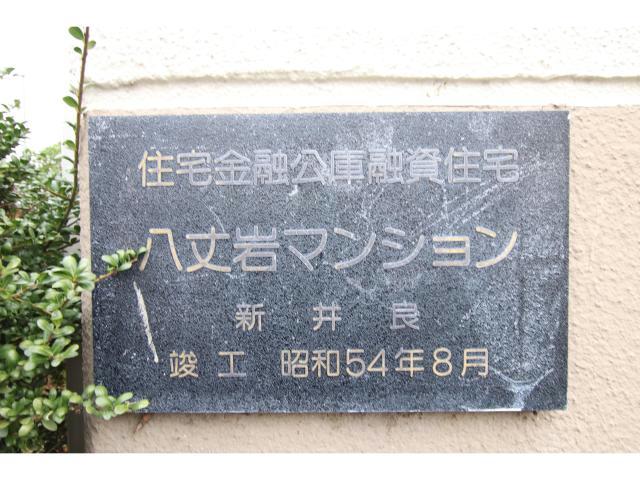 住宅金融公庫融資住宅
八丈岩マンション
新井良
竣工 昭和54年8月